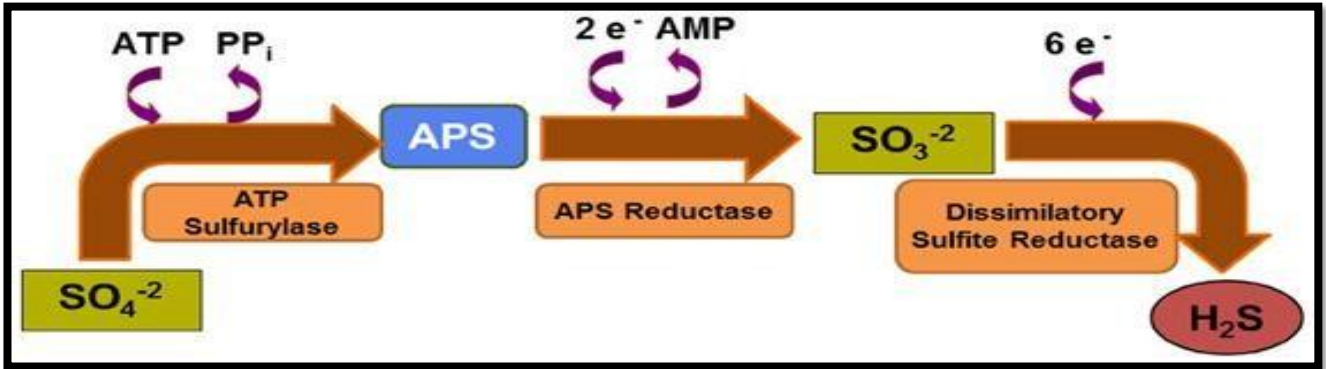 ATP PPi
2 e- AMP
6 e-
APS
SO3-2
ATP
Sulfurylase
APS Reductase
Dissimilatory
Sulfite Reductase
SO4-2
H2S